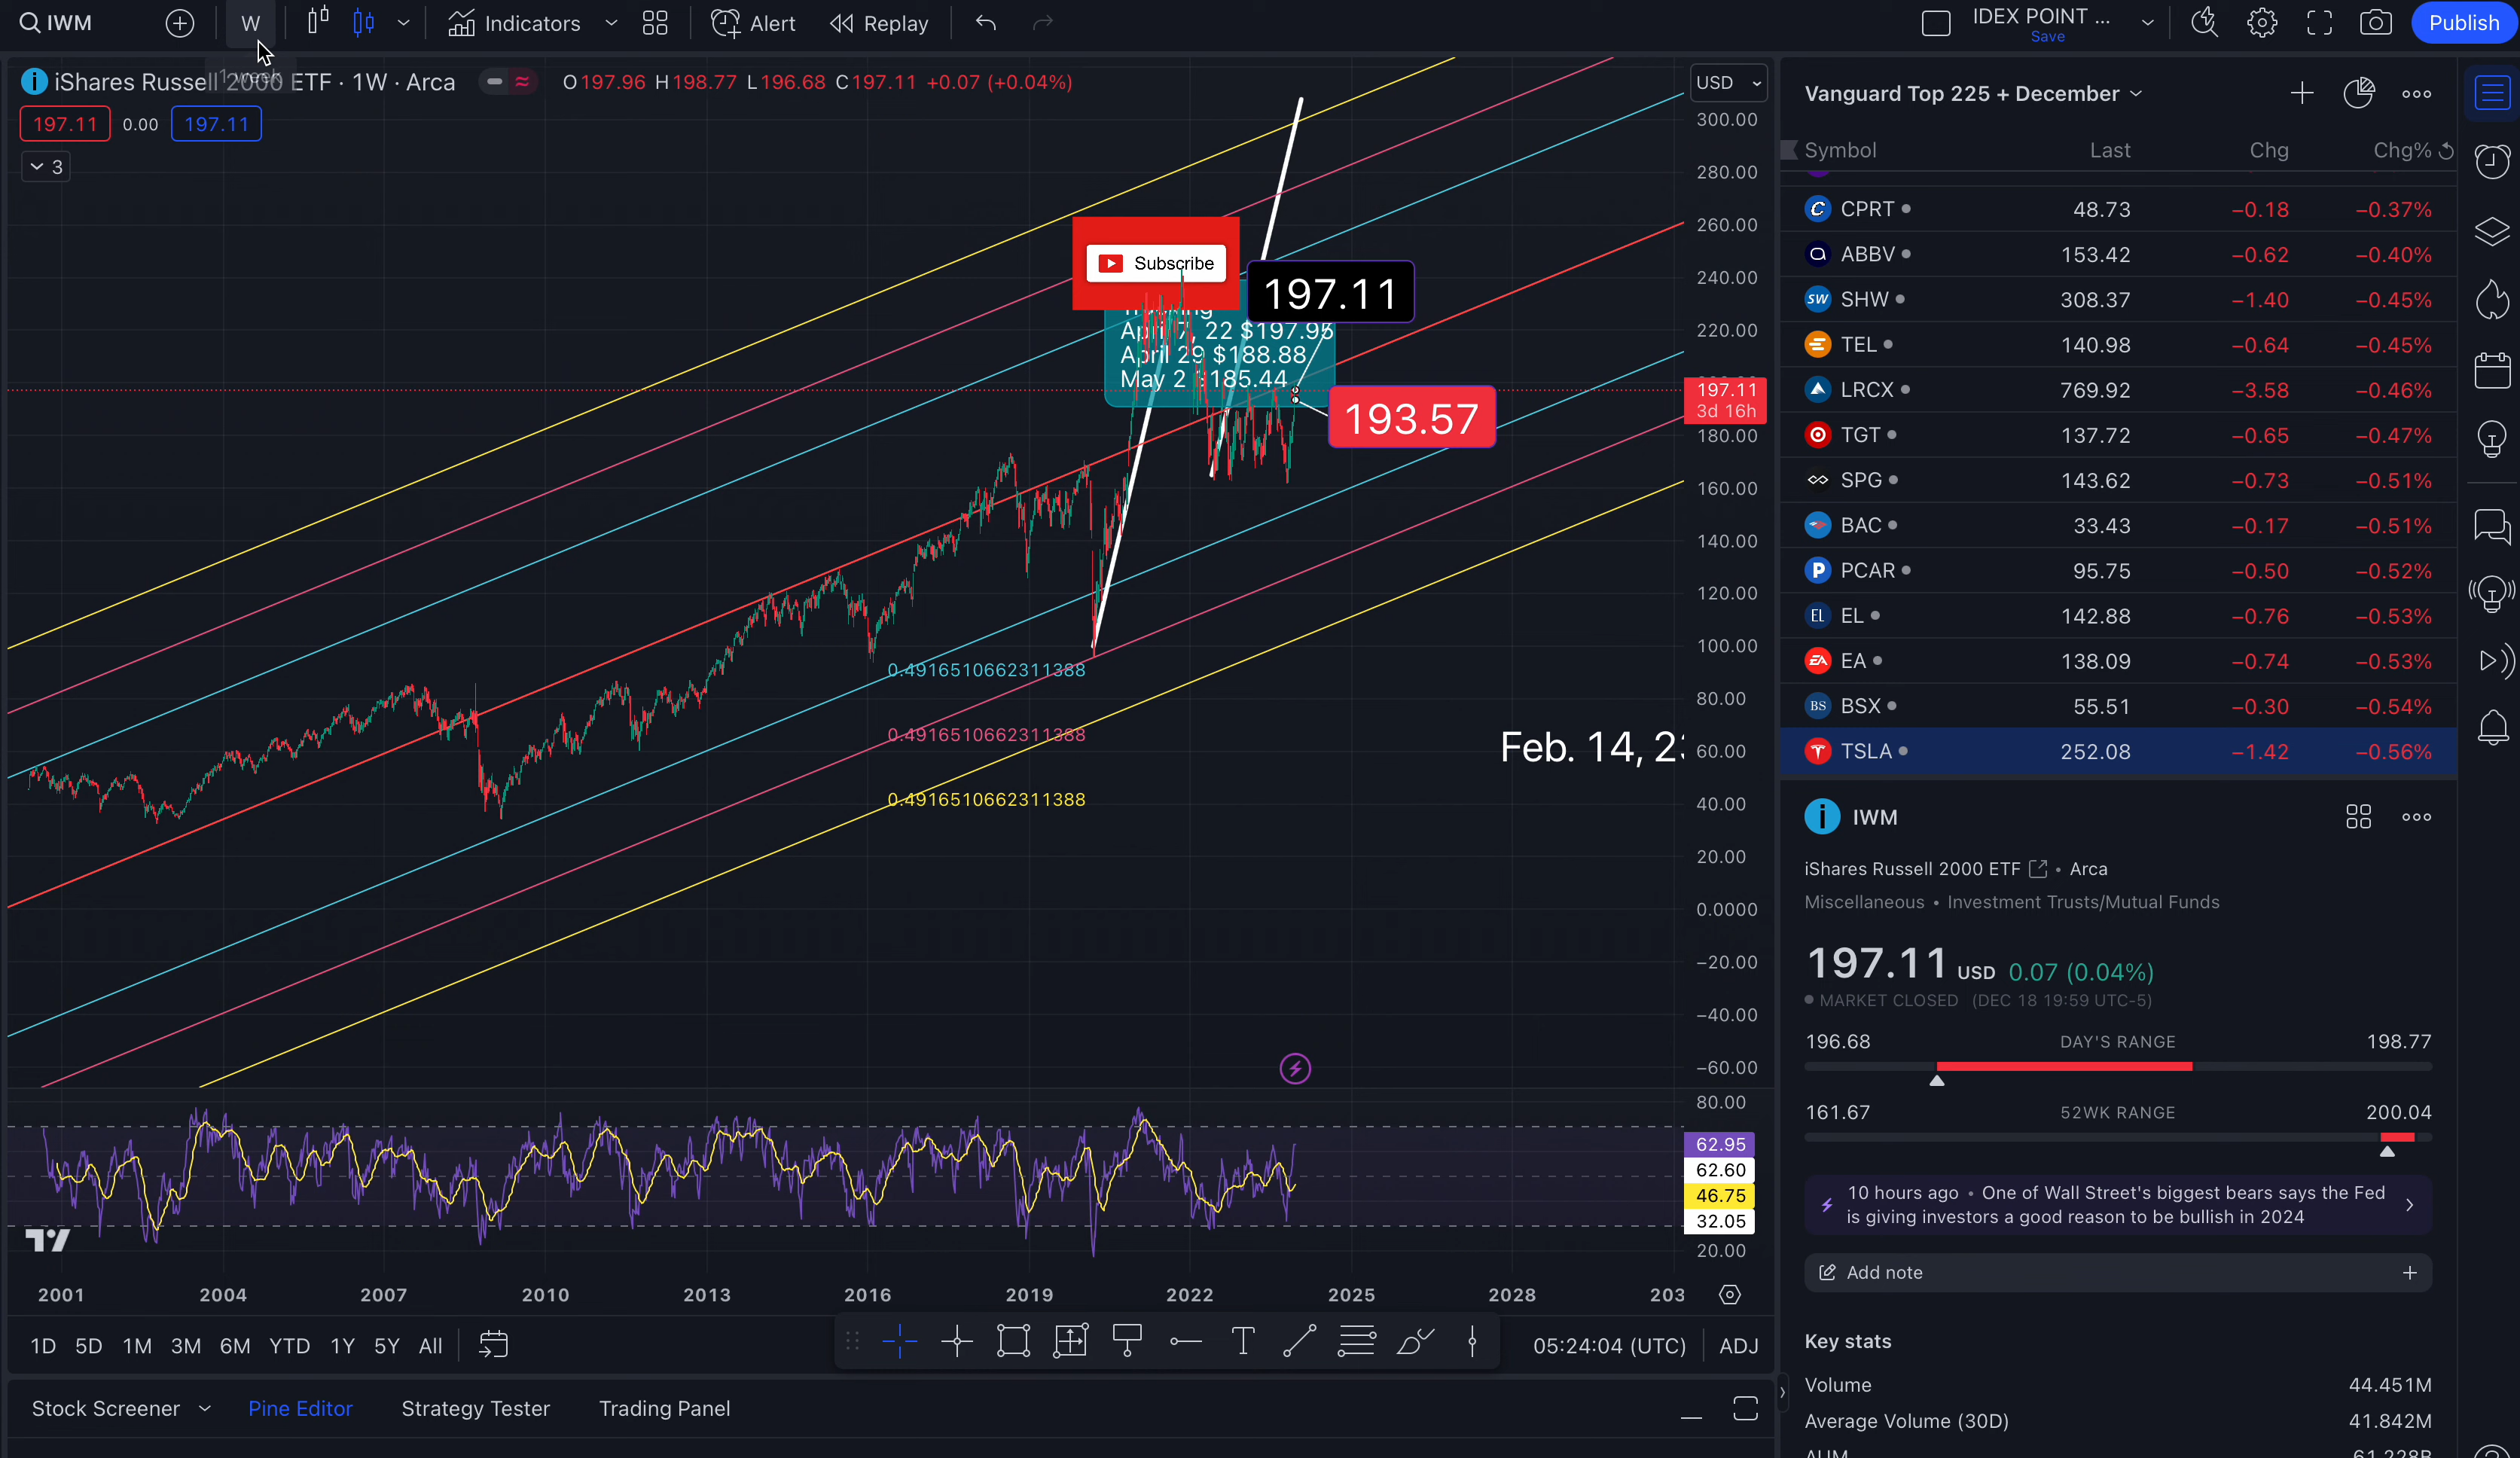 IWM
W
Indicators
Alert
Replay
IDEX POINT ...
Save
Publish
1 week
iShares Russell 2000 ETF · 1W · Arca
O197.96 H198.77 L196.68 C197.11 +0.07 (+0.04%)
197.11 0.00 197.11
3
USD
300.00
280.00
260.00
240.00
220.00
197.11
3d 16h
180.00
160.00
140.00
120.00
100.00
80.00
60.00
40.00
20.00
0.0000
−20.00
−40.00
−60.00
Subscribe
197.11
April 7, 22 $197.95
April 29 $188.88
May 2 $185.44
193.57
0.4916510662311388
0.4916510662311388
0.4916510662311388
Feb. 14, 23
80.00
62.95
62.60
46.75
32.05
20.00
2001 2004 2007 2010 2013 2016 2019 2022 2025 2028 203
1D 5D 1M 3M 6M YTD 1Y 5Y All
05:24:04 (UTC) ADJ
Stock Screener Pine Editor Strategy Tester Trading Panel
Vanguard Top 225 + December
Symbol Last Chg Chg%
CPRT 48.73 −0.18 −0.37%
ABBV 153.42 −0.62 −0.40%
SW SHW 308.37 −1.40 −0.45%
TEL 140.98 −0.64 −0.45%
LRCX 769.92 −3.58 −0.46%
TGT 137.72 −0.65 −0.47%
SPG 143.62 −0.73 −0.51%
BAC 33.43 −0.17 −0.51%
P PCAR 95.75 −0.50 −0.52%
EL EL 142.88 −0.76 −0.53%
EA EA 138.09 −0.74 −0.53%
BS BSX 55.51 −0.30 −0.54%
TSLA 252.08 −1.42 −0.56%
i IWM
iShares Russell 2000 ETF • Arca
Miscellaneous • Investment Trusts/Mutual Funds
197.11 USD 0.07 (0.04%)
MARKET CLOSED (DEC 18 19:59 UTC-5)
196.68 DAY'S RANGE 198.77
161.67 52WK RANGE 200.04
10 hours ago • One of Wall Street's biggest bears says the Fed
is giving investors a good reason to be bullish in 2024
Add note
Key stats
Volume 44.451M
Average Volume (30D) 41.842M
AUM 61.228B